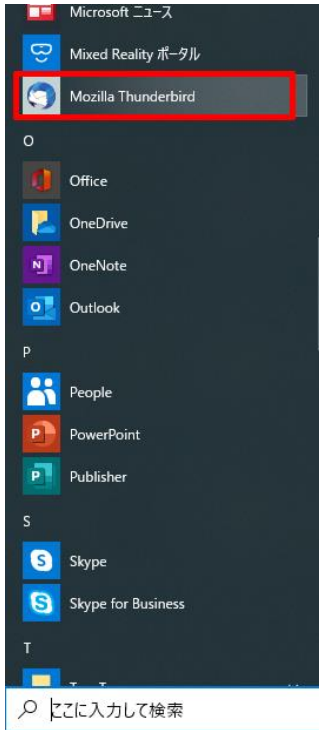 Microsoft ニュース
Mixed Reality ポータル
Mozilla Thunderbird
O
Office
OneDrive
OneNote
Outlook
P
People
PowerPoint
Publisher
S
Skype
Skype for Business
T
ここに入力して検索